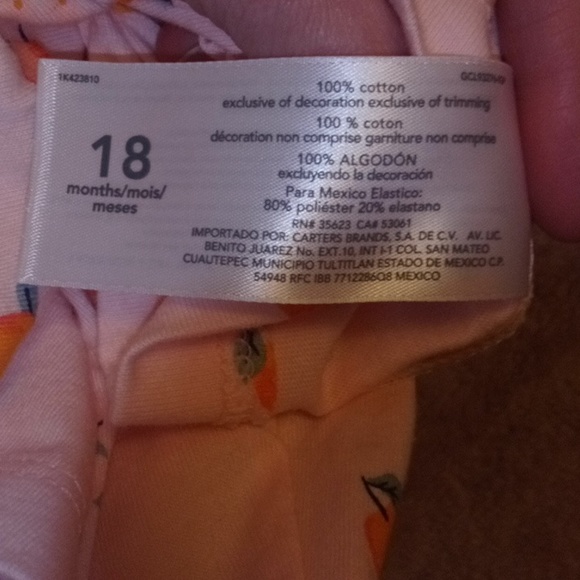 1K423810
18
months/mois/
meses
100% cotton
exclusive of decoration exclusive of trimming
100 % coton
décoration non comprise garniture non comprise
100% ALGODÓN
excluyendo la decoración
Para Mexico Elastico:
80% poliéster 20% elastano
RN# 35623 CA# 53061
IMPORTADO POR: CARTERS BRANDS, S.A. DE C.V. AV. LIC.
BENITO JUAREZ No. EXT.10, INT I-1 COL. SAN MATEO
CUAUTEPEC MUNICIPIO TULTITLAN ESTADO DE MEXICO C.P.
54948 RFC IBB 7712286Q8 MEXICO